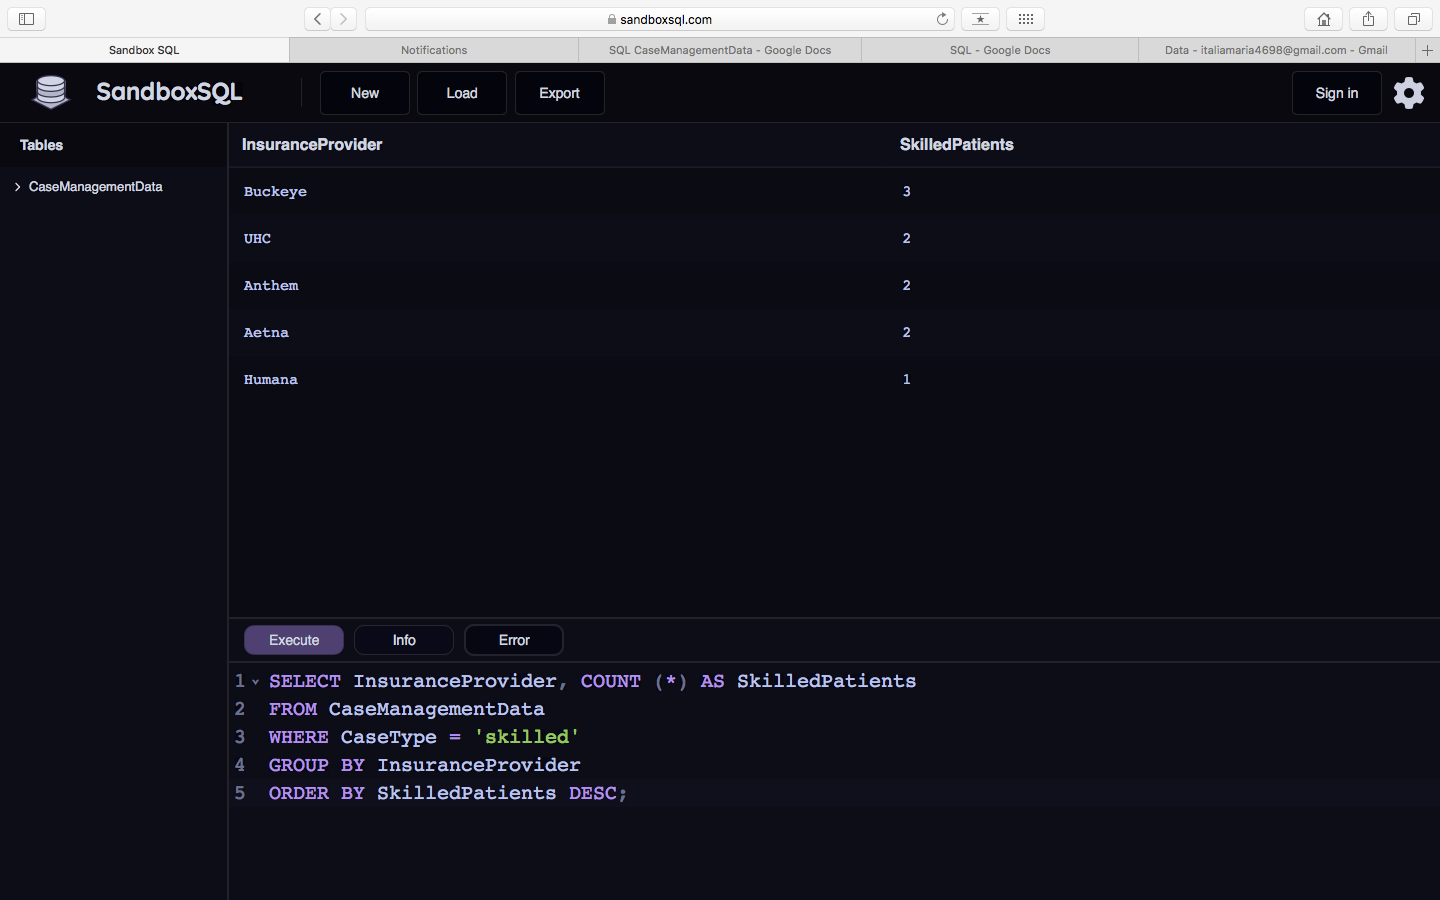 sandboxsql.com
Sandbox SQL
Notifications
SQL CaseManagementData - Google Docs
SQL - Google Docs
Data - italiamaria4698@gmail.com - Gmail
SandboxSQL
New
Load
Export
Sign in
Tables
CaseManagementData
InsuranceProvider SkilledPatients
Buckeye 3
UHC 2
Anthem 2
Aetna 2
Humana 1
Execute
Info
Error
1 SELECT InsuranceProvider, COUNT (*) AS SkilledPatients
2 FROM CaseManagementData
3 WHERE CaseType = 'skilled'
4 GROUP BY InsuranceProvider
5 ORDER BY SkilledPatients DESC;